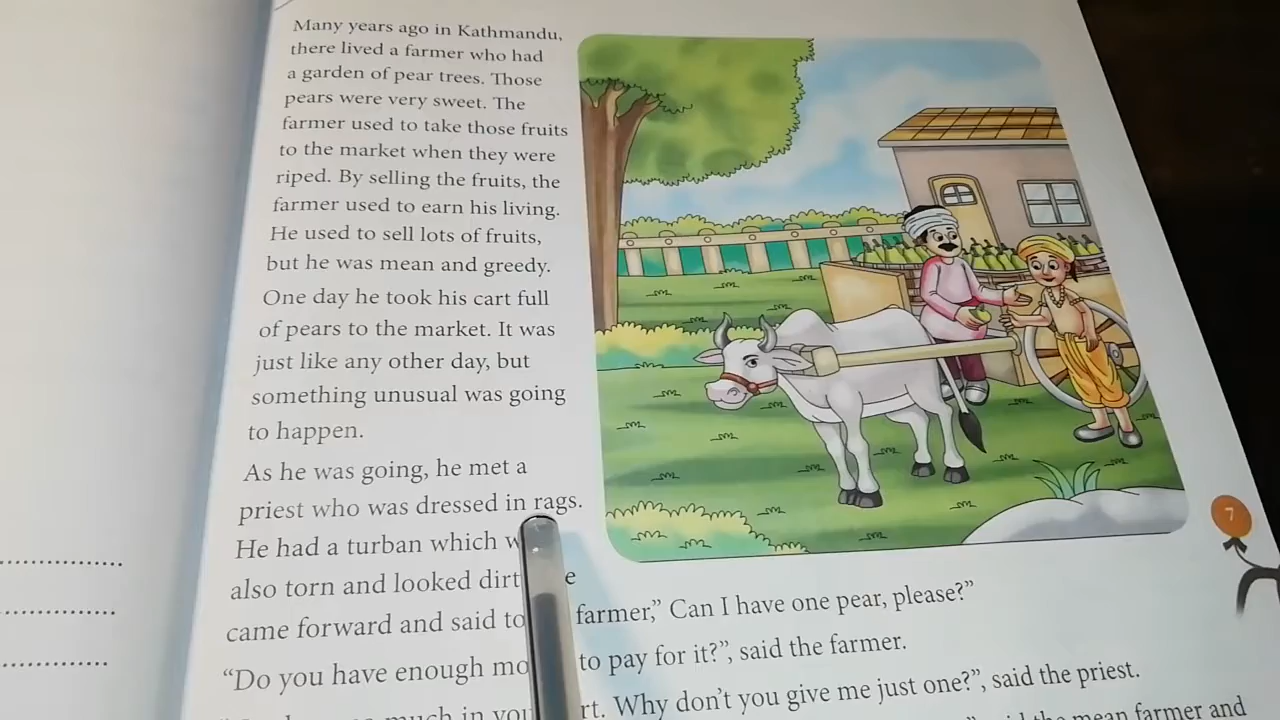 Many years ago in Kathmandu,
there lived a farmer who had
a garden of pear trees. Those
pears were very sweet. The
farmer used to take those fruits
to the market when they were
riped. By selling the fruits, the
farmer used to earn his living.
He used to sell lots of fruits,
but he was mean and greedy.
One day he took his cart full
of pears to the market. It was
just like any other day, but
something unusual was going
to happen.
As he was going, he met a
priest who was dressed in rags.
He had a turban which
also torn and looked
came forward and said to farmer,” Can I have one pear, please?”
“Do you have enough to pay for it?”, said the farmer.
much in Why don’t you give me just one?”, said the priest.
mean farmer and
7